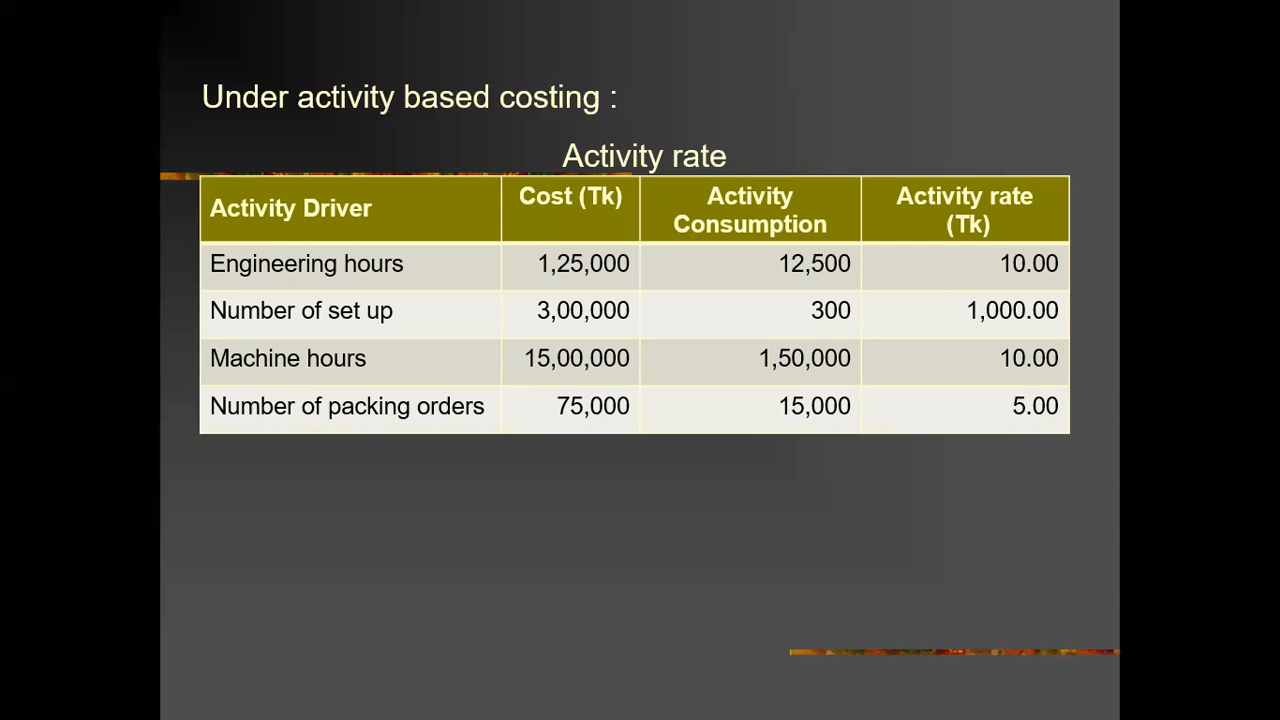 Under activity based costing :
Activity rate
Activity Driver Cost (Tk) Activity Consumption Activity rate (Tk)
Engineering hours 1,25,000 12,500 10.00
Number of set up 3,00,000 300 1,000.00
Machine hours 15,00,000 1,50,000 10.00
Number of packing orders 75,000 15,000 5.00